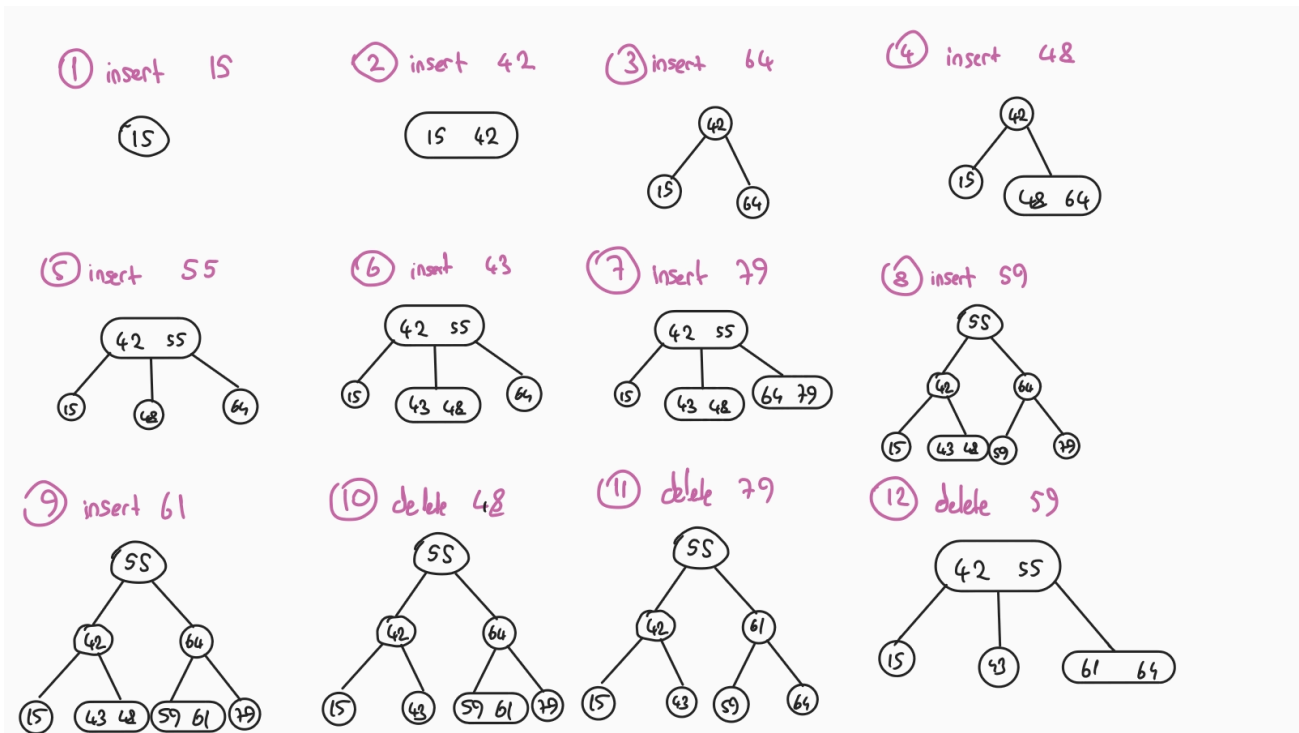 1 insert 15
2 insert 42
3 insert 64
4 insert 48
15
15 42
42
15 64
42
15 48 64
5 insert 55
6 insert 43
7 Insert 79
8 insert 59
42 55
15 48 64
42 55
15 43 48 64
42 55
15 43 48 64 79
55
42 64
15 43 48 59 79
9 insert 61
10 delete 48
11 delete 79
12 delete 59
55
42 64
15 43 48 59 61 79
55
42 64
15 43 59 61 79
55
42 61
15 43 59 64
42 55
15 43 61 64